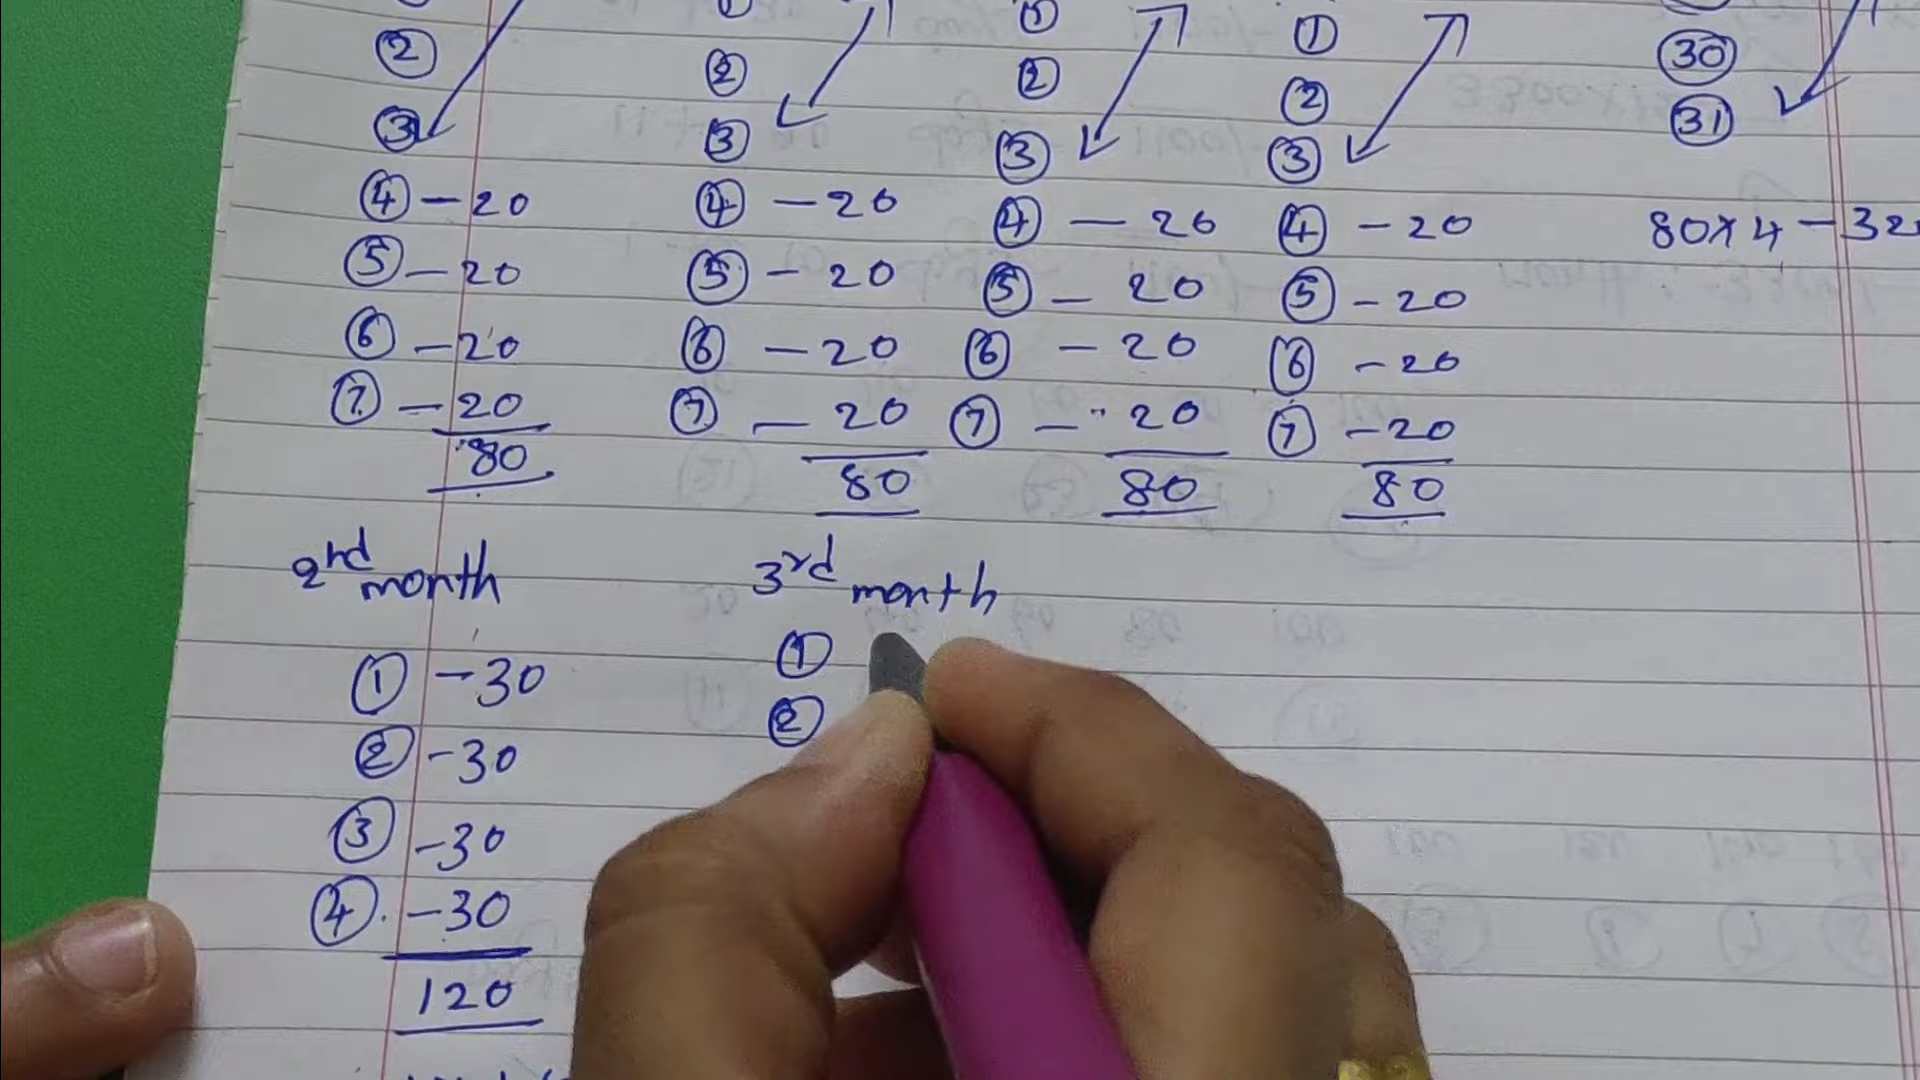 ① ① ① 30
② ② ② ② 31
③ ③ ③ ③
④ - 20 ④ - 20 ④ - 20 ④ - 20 80x4 - 32
⑤ - 20 ⑤ - 20 ⑤ - 20 ⑤ - 20
⑥ - 20 ⑥ - 20 ⑥ - 20 ⑥ - 20
⑦ - 20 ⑦ - 20 ⑦ - 20 ⑦ - 20
80 80 80 80
2nd month 3rd month
① - 30 ①
② - 30 ②
③ - 30
④ - 30
120